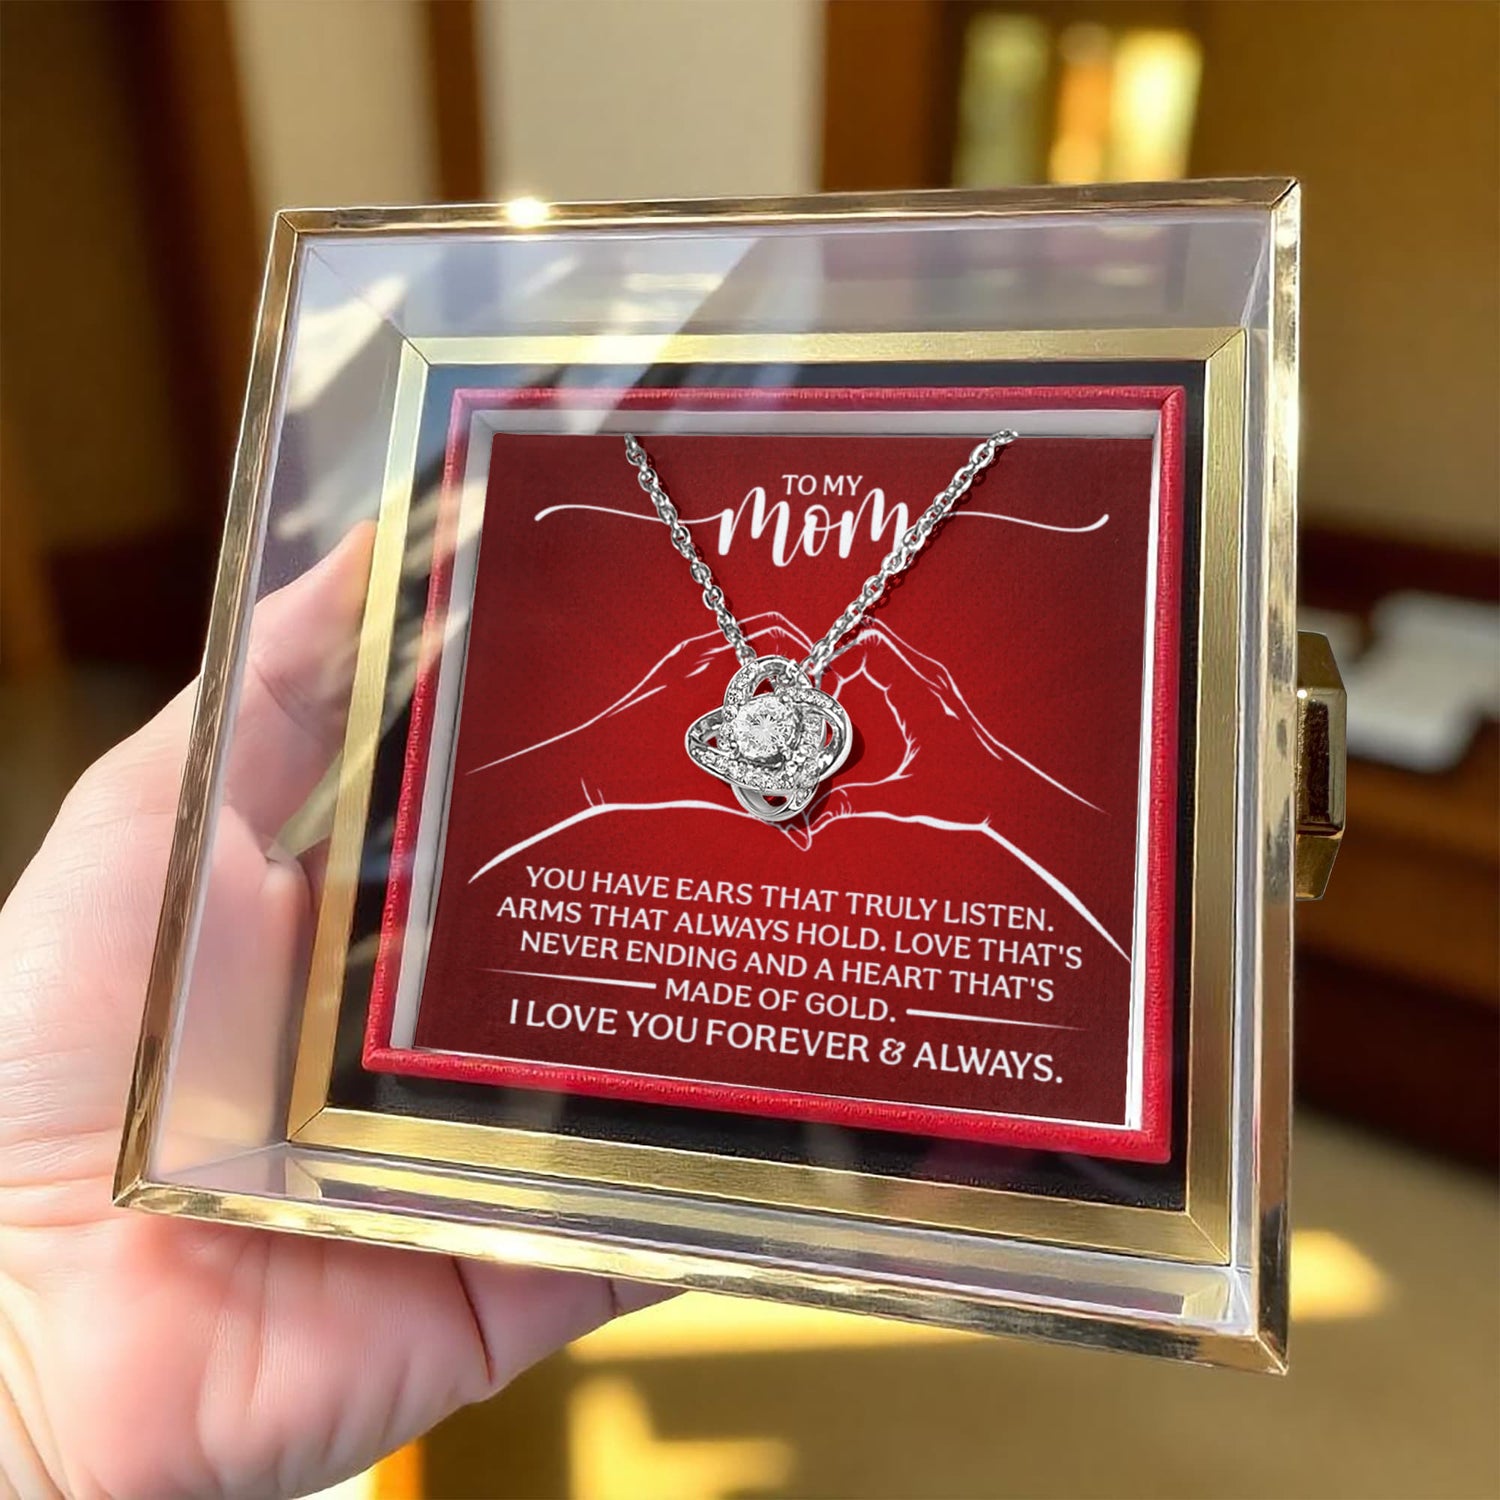 TO MY
Mom
YOU HAVE EARS THAT TRULY LISTEN.
ARMS THAT ALWAYS HOLD. LOVE THAT'S
NEVER ENDING AND A HEART THAT'S
MADE OF GOLD.
I LOVE YOU FOREVER & ALWAYS.